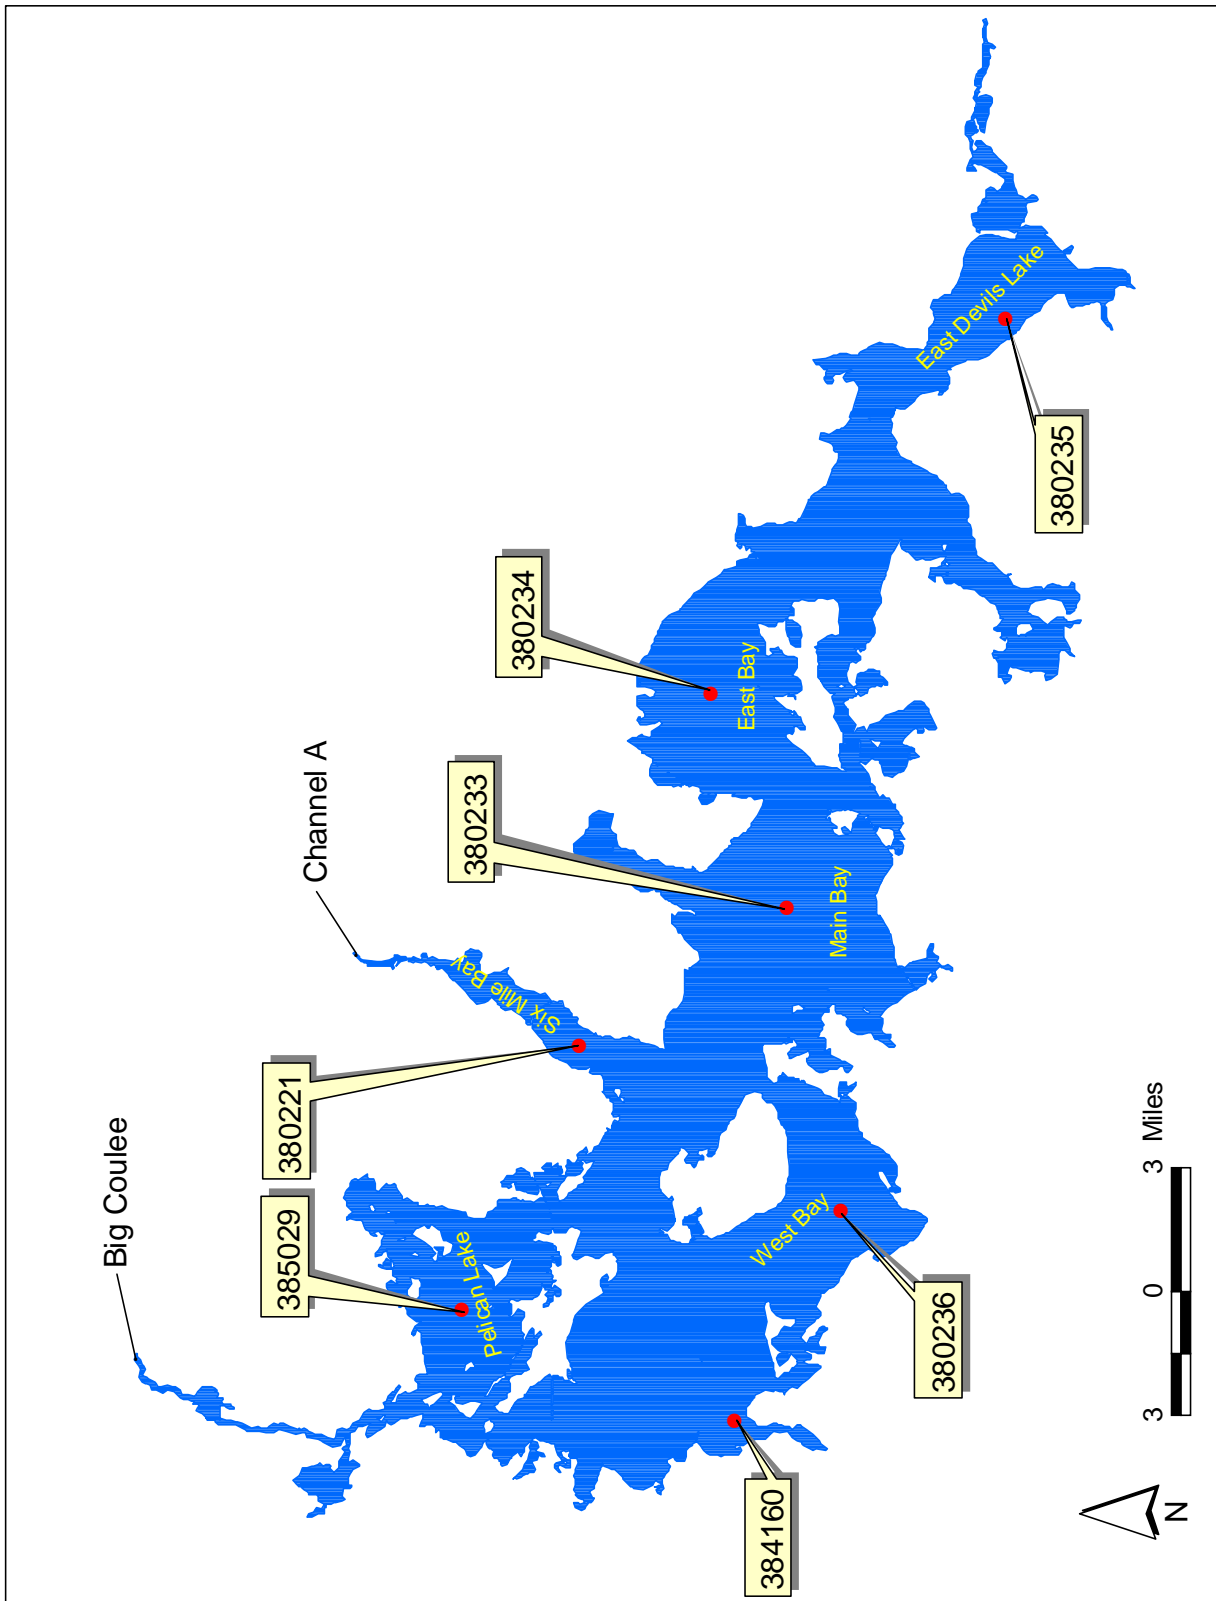 Big Coulee
Channel A
385029
380221
380233
380234
Pelican Lake
Six Mile Bay
East Bay
Main Bay
West Bay
East Devils Lake
384160
380236
380235
N
3 0 3 Miles